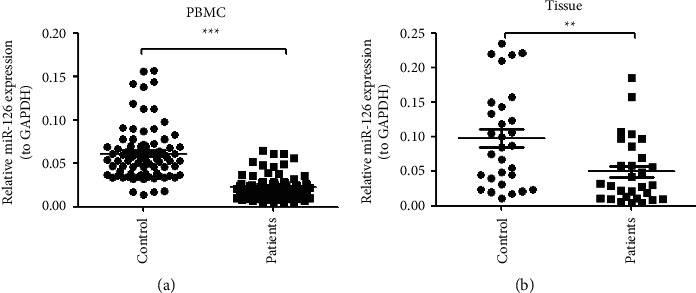 PBMC
***
Relative miR-126 expression
(to GAPDH)
0.20
0.15
0.10
0.05
0.00
Control
Patients
(a)
Tissue
**
Relative miR-126 expression
(to GAPDH)
0.25
0.20
0.15
0.10
0.05
0.00
Control
Patients
(b)